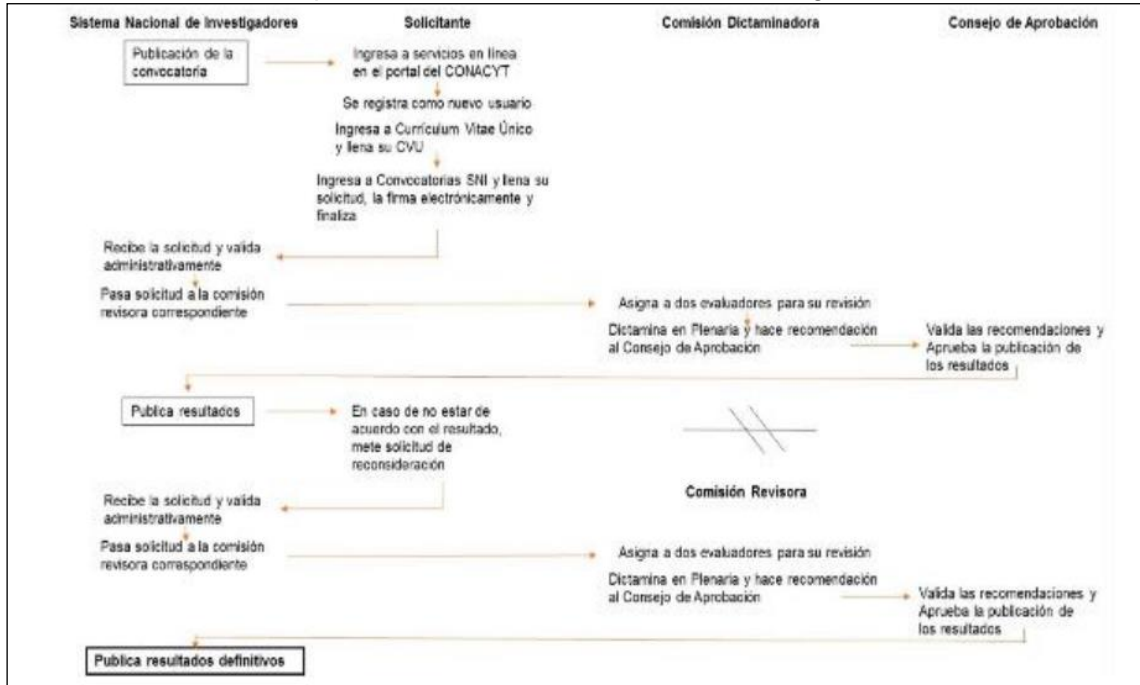 Sistema Nacional de Investigadores
Solicitante
Comisión Dictaminadora
Consejo de Aprobación
Publicación de la
convocatoria
Ingresa a servicios en línea
en el portal del CONACYT
Se registra como nuevo usuario
Ingresa a Currículum Vitae Único
y llena su CVU
Ingresa a Convocatorias SNI y llena su
solicitud, la firma electrónicamente y
finaliza
Recibe la solicitud y valida
administrativamente
Pasa solicitud a la comisión
revisora correspondiente
Asigna a dos evaluadores para su revisión
Dictamina en Plenaria y hace recomendación
al Consejo de Aprobación
Valida las recomendaciones y
Aprueba la publicación de
los resultados
Publica resultados
En caso de no estar de
acuerdo con el resultado,
mete solicitud de
reconsideración
Comisión Revisora
Recibe la solicitud y valida
administrativamente
Pasa solicitud a la comisión
revisora correspondiente
Asigna a dos evaluadores para su revisión
Dictamina en Plenaria y hace recomendación
al Consejo de Aprobación
Valida las recomendaciones y
Aprueba la publicación de
los resultados
Publica resultados definitivos